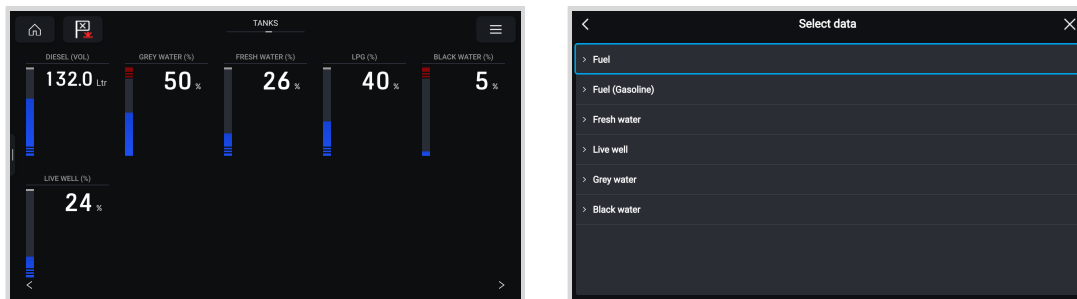 TANKS
DIESEL (VOL)
132.0 Ltr
GREY WATER (%)
50 %
FRESH WATER (%)
26 %
LPG (%)
40 %
BLACK WATER (%)
5 %
LIVE WELL (%)
24 %
Select data
Fuel
Fuel (Gasoline)
Fresh water
Live well
Grey water
Black water